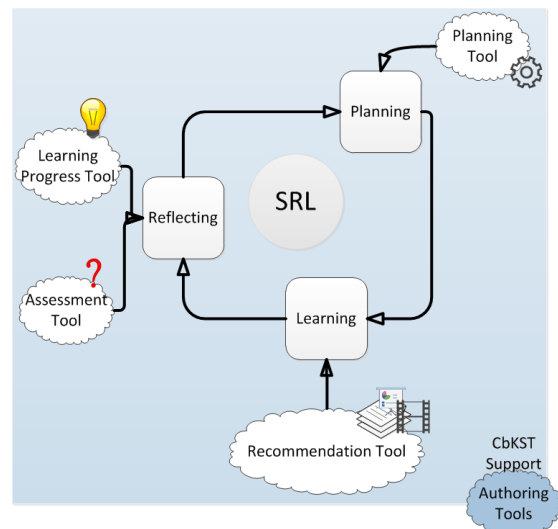 Planning
Tool
Planning
Learning
Progress Tool
Reflecting
SRL
?
Assessment
Tool
Learning
Recommendation Tool
CbKST
Support
Authoring
Tools